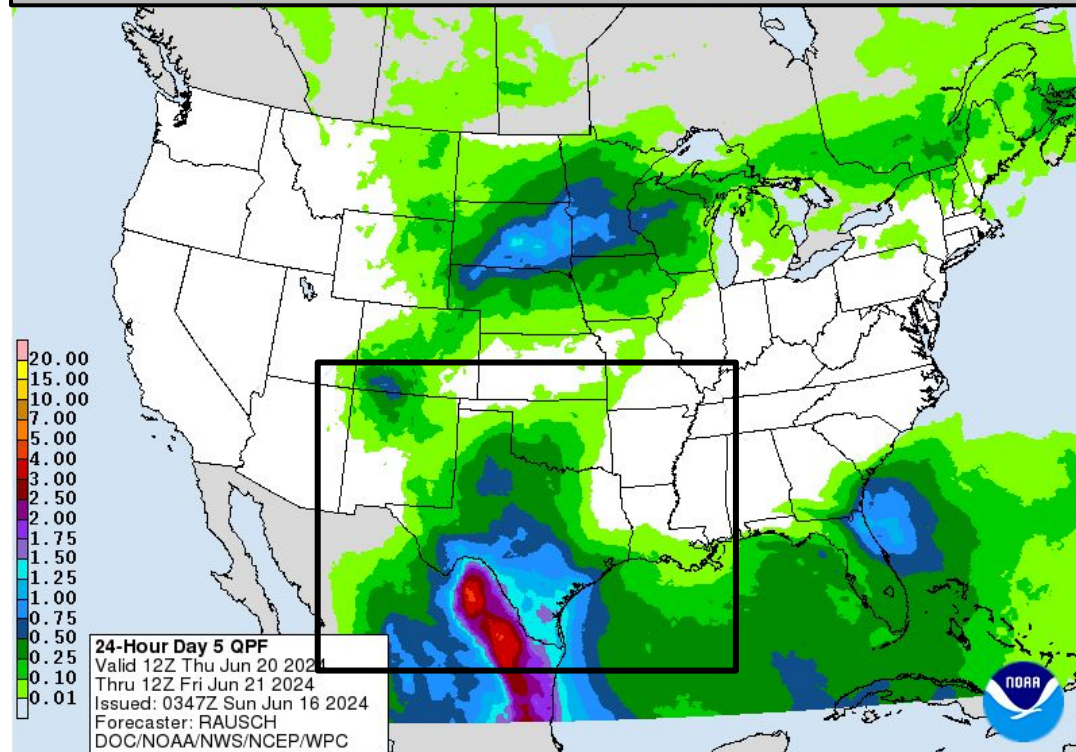 20.00
15.00
10.00
7.00
5.00
4.00
3.00
2.50
2.00
1.75
1.50
1.25
1.00
0.75
0.50
0.25
0.10
0.01
24-Hour Day 5 QPF
Valid 12Z Thu Jun 20 2024
Thru 12Z Fri Jun 21 2024
Issued: 0347Z Sun Jun 16 2024
Forecaster: RAUSCH
DOC/NOAA/NWS/NCEP/WPC
NOAA